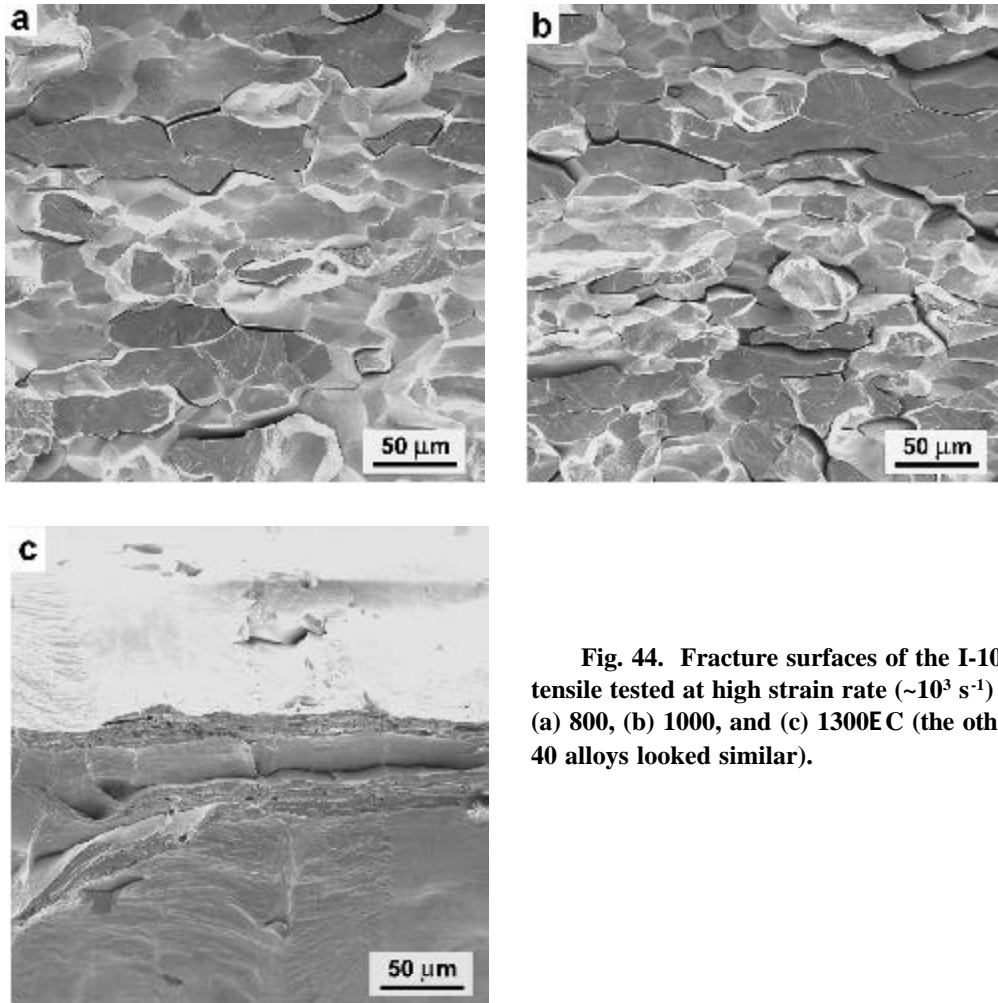 a
b
50 μm
50 μm
c
50 μm
Fig. 44. Fracture surfaces of the I-10
tensile tested at high strain rate (~10³ s⁻¹)
(a) 800, (b) 1000, and (c) 1300E C (the oth
40 alloys looked similar).